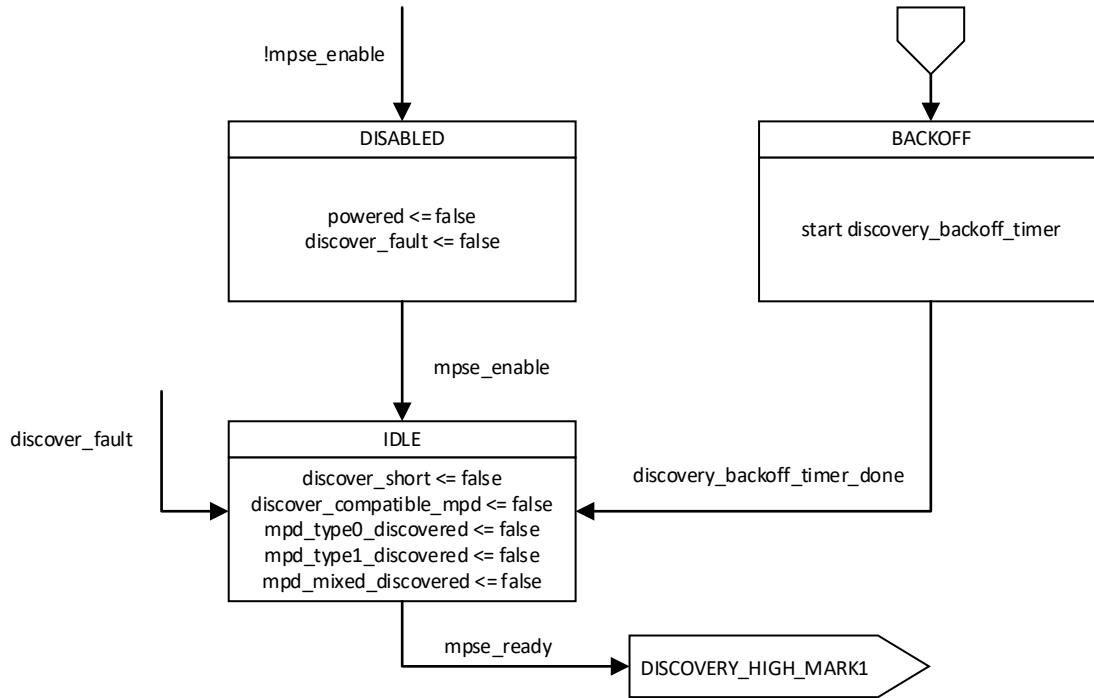 !mpse_enable
DISABLED
powered <= false
discover_fault <= false
BACKOFF
start discovery_backoff_timer
mpse_enable
discover_fault
IDLE
discover_short <= false
discover_compatible_mpd <= false
mpd_type0_discovered <= false
mpd_type1_discovered <= false
mpd_mixed_discovered <= false
discovery_backoff_timer_done
mpse_ready
DISCOVERY_HIGH_MARK1